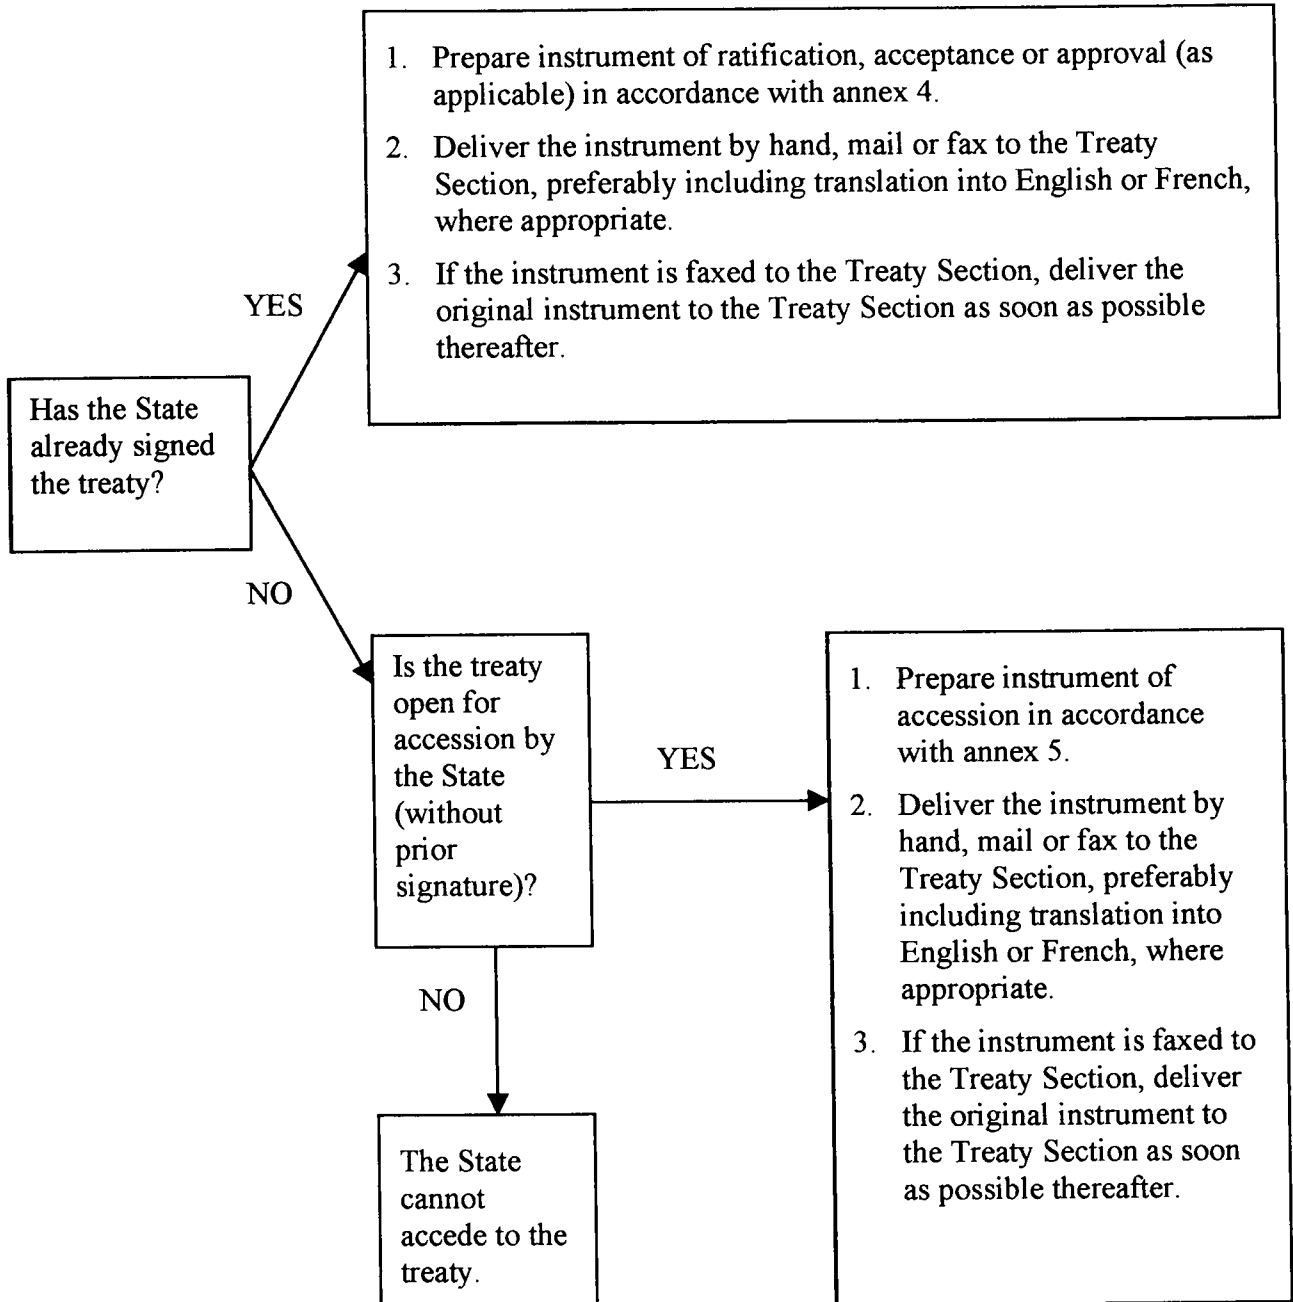 1. Prepare instrument of ratification, acceptance or approval (as
applicable) in accordance with annex 4.
2. Deliver the instrument by hand, mail or fax to the Treaty
Section, preferably including translation into English or French,
where appropriate.
3. If the instrument is faxed to the Treaty Section, deliver the
original instrument to the Treaty Section as soon as possible
thereafter.
YES
Has the State
already signed
the treaty?
NO
Is the treaty
open for
accession by
the State
(without
prior
signature)?
YES
1. Prepare instrument of
accession in accordance
with annex 5.
2. Deliver the instrument by
hand, mail or fax to the
Treaty Section, preferably
including translation into
English or French, where
appropriate.
3. If the instrument is faxed to
the Treaty Section, deliver
the original instrument to
the Treaty Section as soon
as possible thereafter.
NO
The State
cannot
accede to the
treaty.